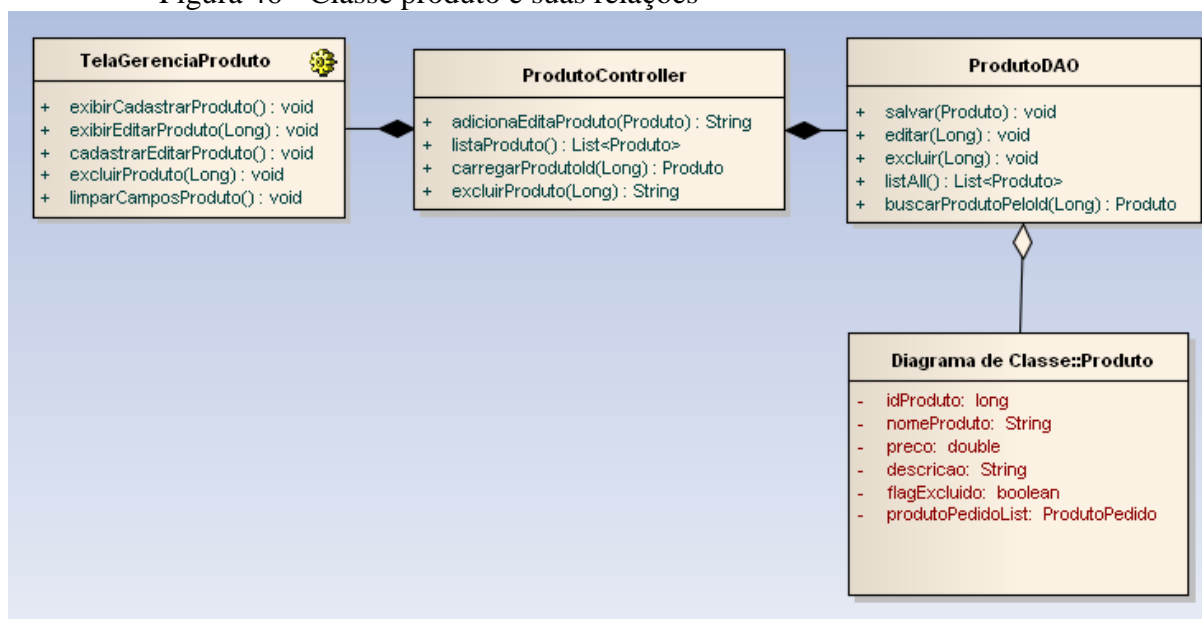 Figura 48 - Classe produto e suas relações
TelaGerenciaProduto
+ exibirCadastrarProduto() : void
+ exibirEditarProduto(Long) : void
+ cadastrarEditarProduto() : void
+ excluirProduto(Long) : void
+ limparCamposProduto() : void
ProdutoController
+ adicionaEditaProduto(Produto) : String
+ listaProduto() : List<Produto>
+ carregarProdutoId(Long) : Produto
+ excluirProduto(Long) : String
ProdutoDAO
+ salvar(Produto) : void
+ editar(Long) : void
+ excluir(Long) : void
+ listAll() : List<Produto>
+ buscarProdutoPeloId(Long) : Produto
Diagrama de Classe::Produto
- idProduto: long
- nomeProduto: String
- preco: double
- descricao: String
- flagExcluido: boolean
- produtoPedidoList: ProdutoPedido